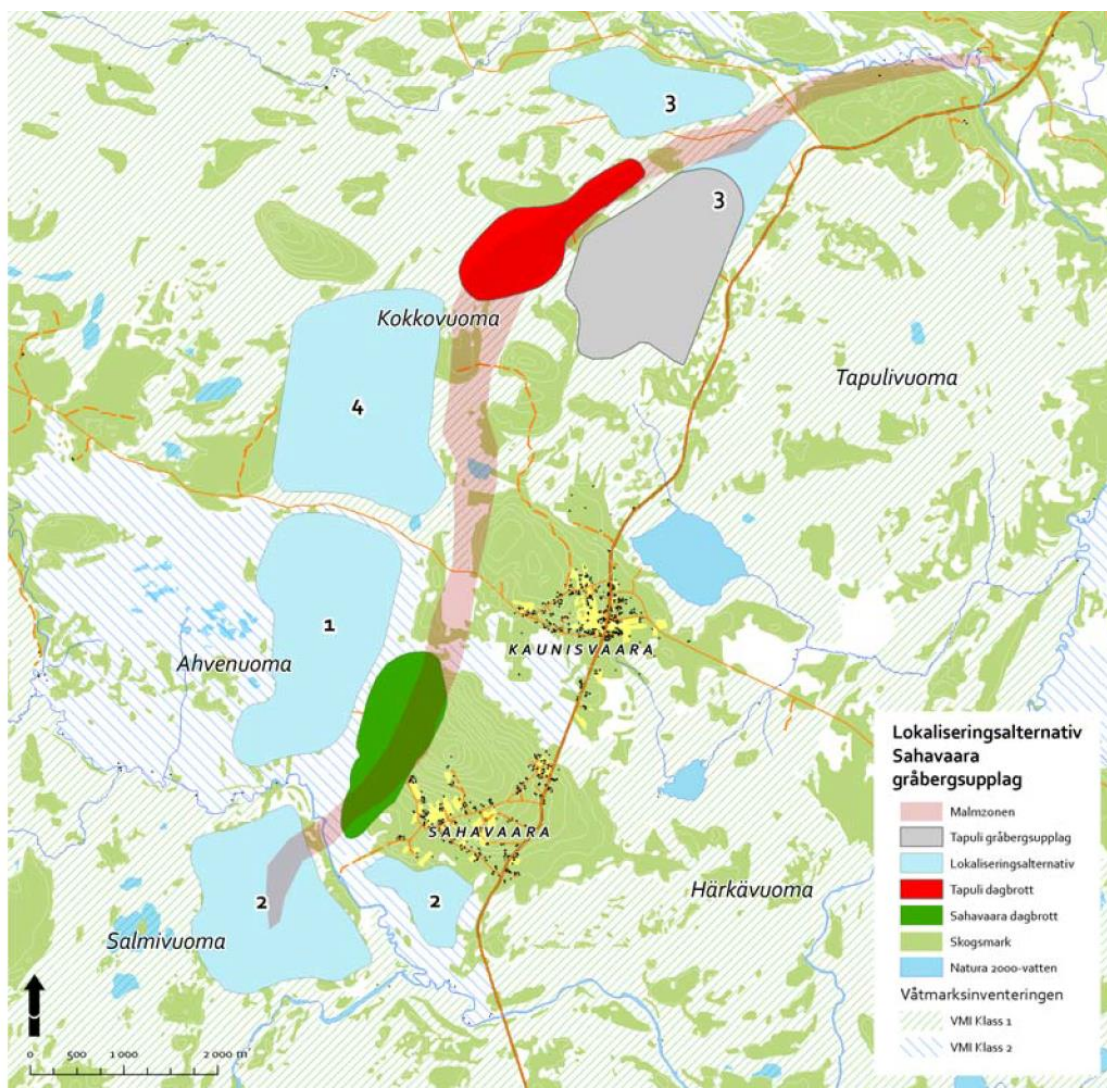 3
3
Kokkovuoma
Tapulivuoma
4
1
KAUNISVAARA
Ahvenuoma
SAHAVAARA
2
2
Härkävuoma
Salmivuoma
0 500 1 000 2 000 m
Lokaliseringsalternativ
Sahavaara
gråbergsupplag
Malmzonen
Tapuli gråbergsupplag
Lokaliseringsalternativ
Tapuli dagbrott
Sahavaara dagbrott
Skogsmark
Natura 2000-vatten
Våtmarksinventeringen
VMI Klass 1
VMI Klass 2